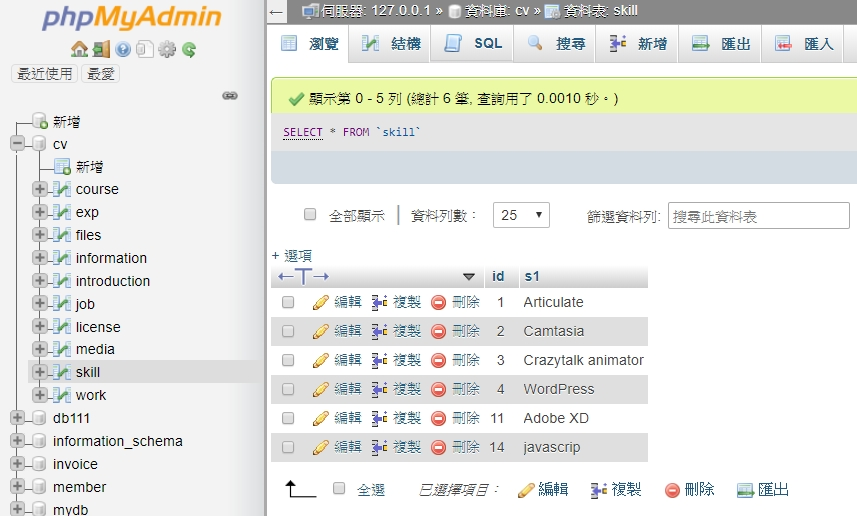 phpMyAdmin
最近使用 最愛
新增
cv
新增
course
exp
files
information
introduction
job
license
media
skill
work
db111
information_schema
invoice
member
mydb
伺服器: 127.0.0.1 » 資料庫: cv » 資料表: skill
瀏覽 結構 SQL 搜尋 新增 匯出 匯入
顯示第 0 - 5 列 (總計 6 筆, 查詢用了 0.0010 秒。)
SELECT * FROM `skill`
全部顯示 資料列數： 25 篩選資料列: 搜尋此資料表
+ 選項
←T→ id s1
編輯 複製 刪除 1 Articulate
編輯 複製 刪除 2 Camtasia
編輯 複製 刪除 3 Crazytalk animator
編輯 複製 刪除 4 WordPress
編輯 複製 刪除 11 Adobe XD
編輯 複製 刪除 14 javascrip
全選 已選擇項目： 編輯 複製 刪除 匯出